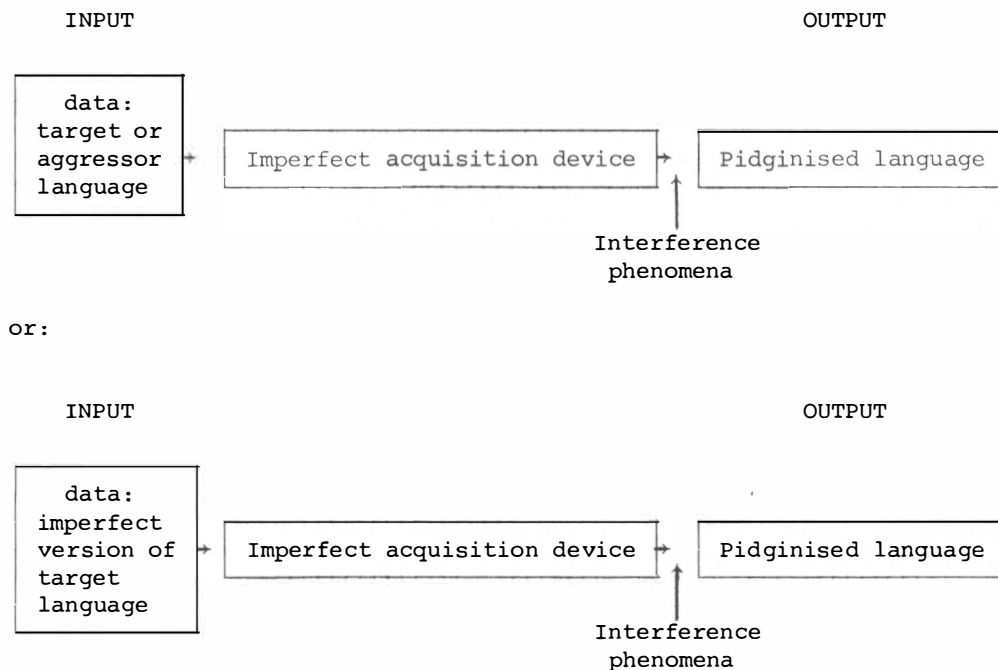 INPUT OUTPUT
data:
target or
aggressor
language
Imperfect acquisition device
Pidginised language
Interference
phenomena
or:
INPUT OUTPUT
data:
imperfect
version of
target
language
Imperfect acquisition device
Pidginised language
Interference
phenomena